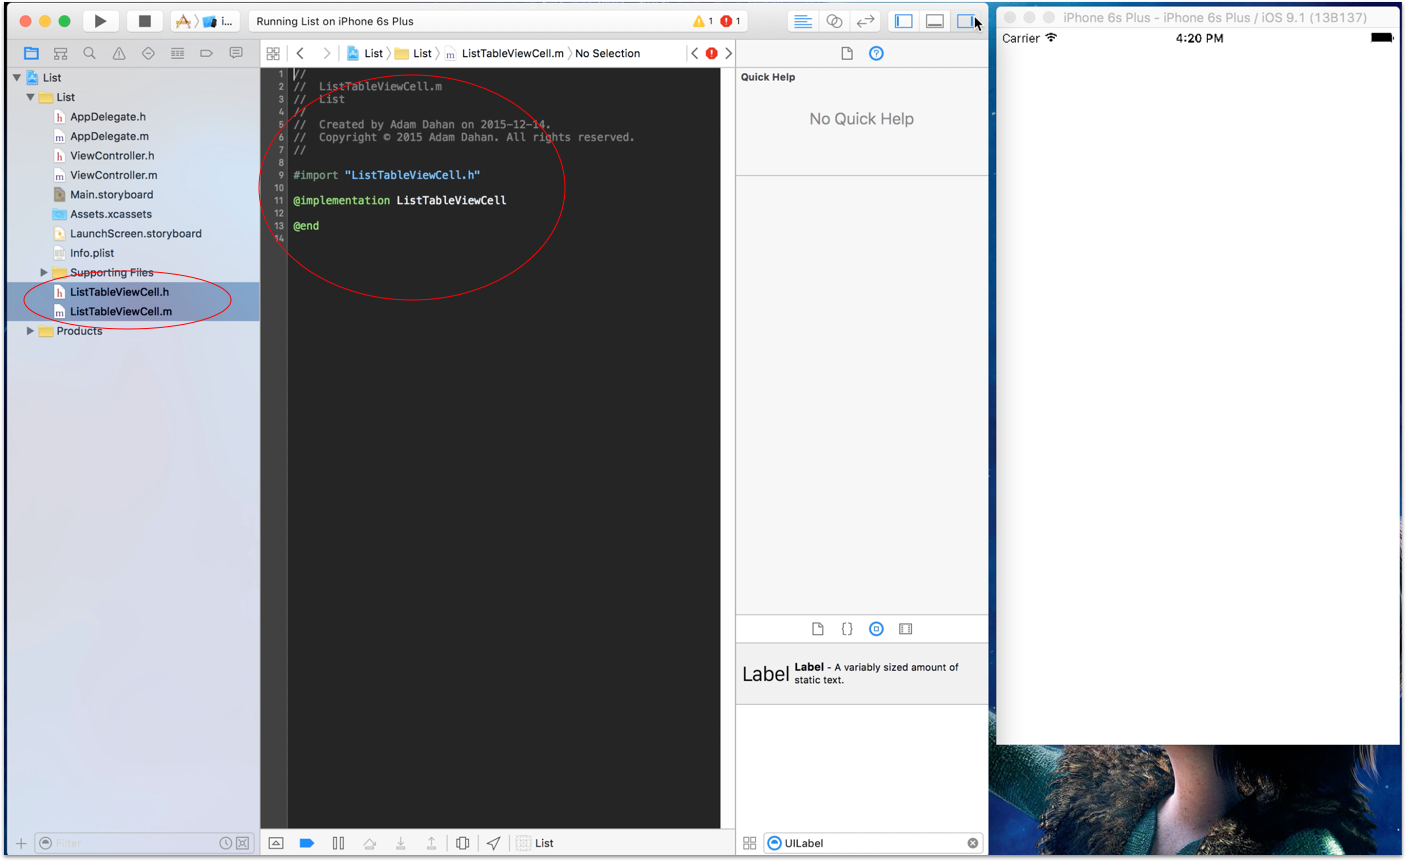 i...
Running List on iPhone 6s Plus
1
1
List
List
ListTableViewCell.m
No Selection
List
List
AppDelegate.h
AppDelegate.m
ViewController.h
ViewController.m
Main.storyboard
Assets.xcassets
LaunchScreen.storyboard
Info.plist
Supporting Files
ListTableViewCell.h
ListTableViewCell.m
Products
Filter
1 //
2 //  ListTableViewCell.m
3 //  List
4 //
5 //  Created by Adam Dahan on 2015-12-14.
6 //  Copyright © 2015 Adam Dahan. All rights reserved.
7 //
8
9 #import "ListTableViewCell.h"
10
11 @implementation ListTableViewCell
12
13 @end
14
List
Quick Help
No Quick Help
{}
Label
Label - A variably sized amount of
static text.
UILabel
iPhone 6s Plus - iPhone 6s Plus / iOS 9.1 (13B137)
Carrier
4:20 PM